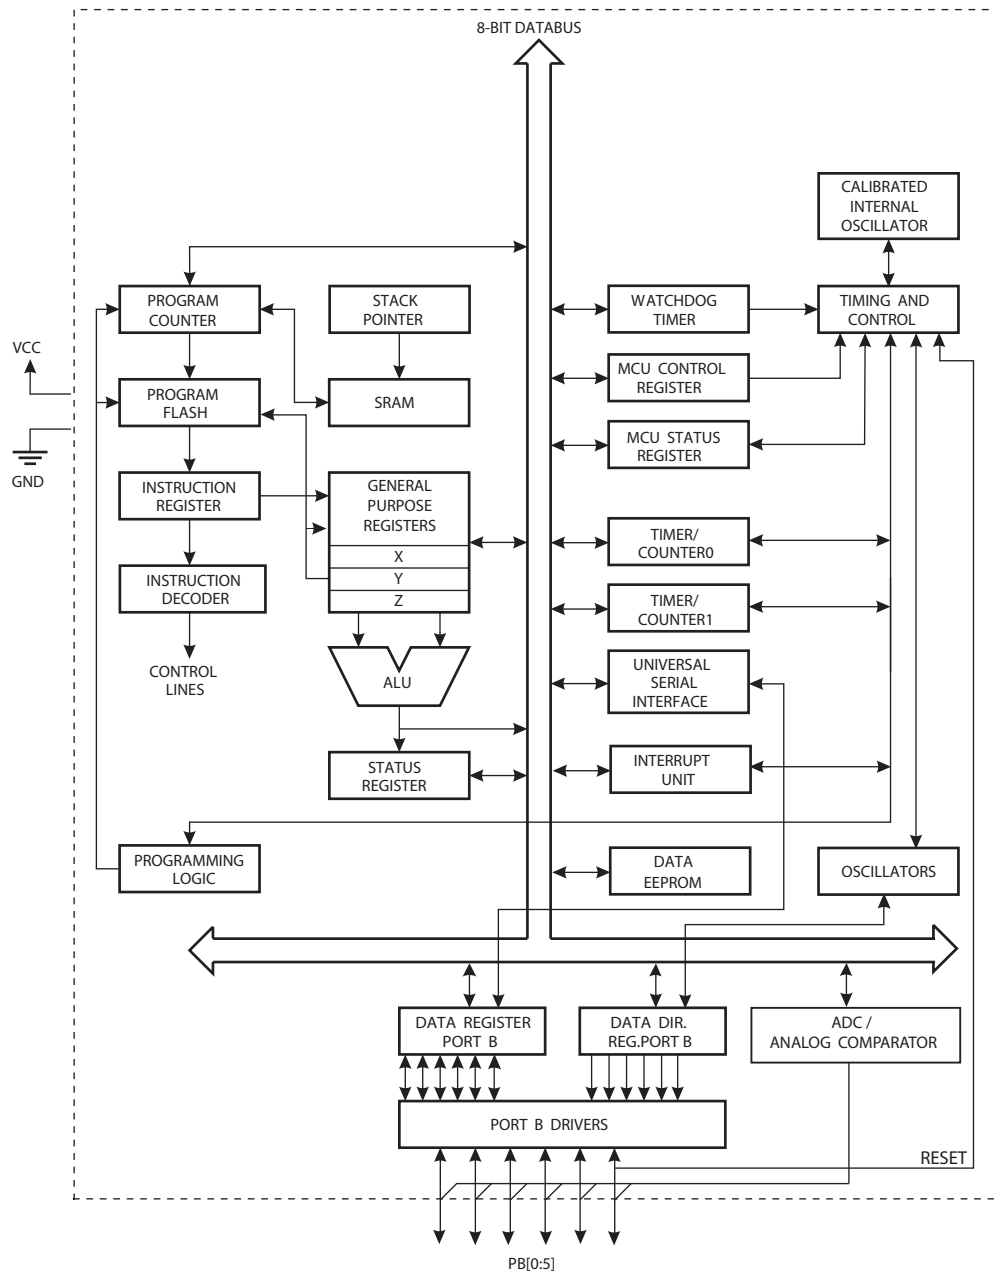 8-BIT DATABUS
CALIBRATED
INTERNAL
OSCILLATOR
PROGRAM
COUNTER
STACK
POINTER
WATCHDOG
TIMER
TIMING AND
CONTROL
VCC
PROGRAM
FLASH
SRAM
MCU CONTROL
REGISTER
MCU STATUS
REGISTER
GND
INSTRUCTION
REGISTER
GENERAL
PURPOSE
REGISTERS
X
Y
Z
TIMER/
COUNTER0
INSTRUCTION
DECODER
TIMER/
COUNTER1
CONTROL
LINES
ALU
UNIVERSAL
SERIAL
INTERFACE
STATUS
REGISTER
INTERRUPT
UNIT
PROGRAMMING
LOGIC
DATA
EEPROM
OSCILLATORS
DATA REGISTER
PORT B
DATA DIR.
REG.PORT B
ADC /
ANALOG COMPARATOR
PORT B DRIVERS
RESET
PB[0:5]